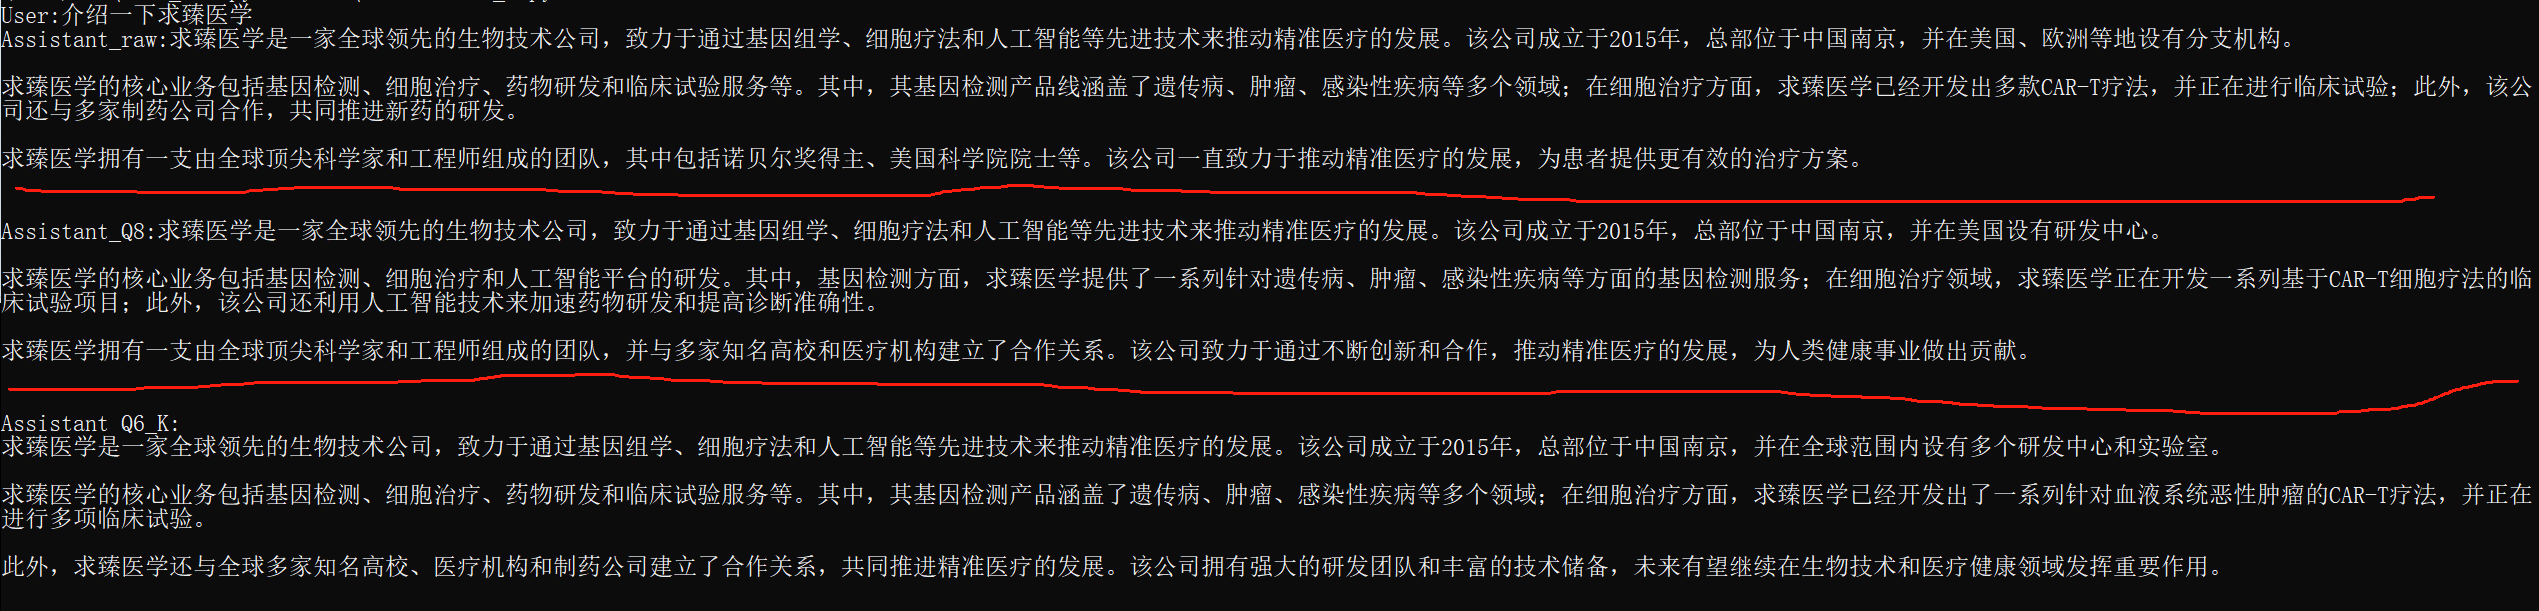 User:介绍一下求臻医学
Assistant_raw:求臻医学是一家全球领先的生物技术公司，致力于通过基因组学、细胞疗法和人工智能等先进技术来推动精准医疗的发展。该公司成立于2015年，总部位于中国南京，并在美国、欧洲等地设有分支机构。
求臻医学的核心业务包括基因检测、细胞治疗、药物研发和临床试验服务等。其中，其基因检测产品线涵盖了遗传病、肿瘤、感染性疾病等多个领域；在细胞治疗方面，求臻医学已经开发出多款CAR-T疗法，并正在进行临床试验；此外，该公
司还与多家制药公司合作，共同推进新药的研发。
求臻医学拥有一支由全球顶尖科学家和工程师组成的团队，其中包括诺贝尔奖得主、美国科学院院士等。该公司一直致力于推动精准医疗的发展，为患者提供更有效的治疗方案。
Assistant_Q8:求臻医学是一家全球领先的生物技术公司，致力于通过基因组学、细胞疗法和人工智能等先进技术来推动精准医疗的发展。该公司成立于2015年，总部位于中国南京，并在美国设有研发中心。
求臻医学的核心业务包括基因检测、细胞治疗和人工智能平台的研发。其中，基因检测方面，求臻医学提供了一系列针对遗传病、肿瘤、感染性疾病等方面的基因检测服务；在细胞治疗领域，求臻医学正在开发一系列基于CAR-T细胞疗法的临
床试验项目；此外，该公司还利用人工智能技术来加速药物研发和提高诊断准确性。
求臻医学拥有一支由全球顶尖科学家和工程师组成的团队，并与多家知名高校和医疗机构建立了合作关系。该公司致力于通过不断创新和合作，推动精准医疗的发展，为人类健康事业做出贡献。
Assistant Q6_K:
求臻医学是一家全球领先的生物技术公司，致力于通过基因组学、细胞疗法和人工智能等先进技术来推动精准医疗的发展。该公司成立于2015年，总部位于中国南京，并在全球范围内设有多个研发中心和实验室。
求臻医学的核心业务包括基因检测、细胞治疗、药物研发和临床试验服务等。其中，其基因检测产品涵盖了遗传病、肿瘤、感染性疾病等多个领域；在细胞治疗方面，求臻医学已经开发出了一系列针对血液系统恶性肿瘤的CAR-T疗法，并正在
进行多项临床试验。
此外，求臻医学还与全球多家知名高校、医疗机构和制药公司建立了合作关系，共同推进精准医疗的发展。该公司拥有强大的研发团队和丰富的技术储备，未来有望继续在生物技术和医疗健康领域发挥重要作用。